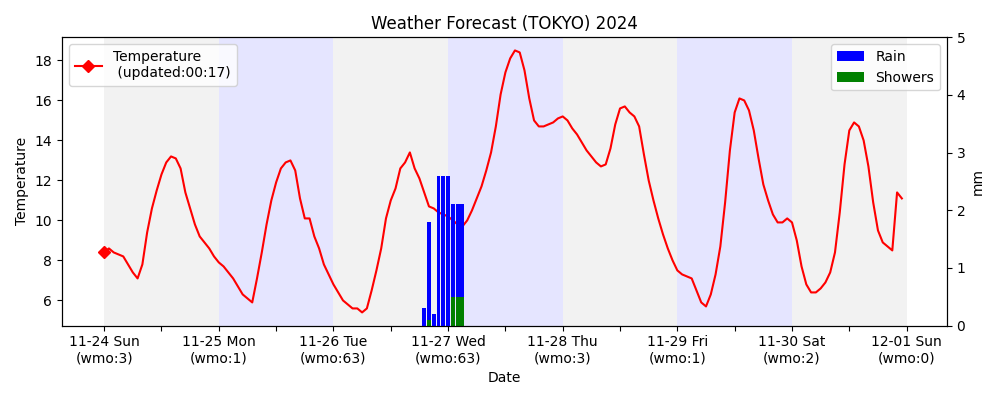 Weather Forecast (TOKYO) 2024
Temperature
(updated:00:17)
Rain
Showers
18
16
14
12
10
8
6
Temperature
5
4
3
2
1
0
mm
11-24 Sun
(wmo:3)
11-25 Mon
(wmo:1)
11-26 Tue
(wmo:63)
11-27 Wed
(wmo:63)
11-28 Thu
(wmo:3)
11-29 Fri
(wmo:1)
11-30 Sat
(wmo:2)
12-01 Sun
(wmo:0)
Date